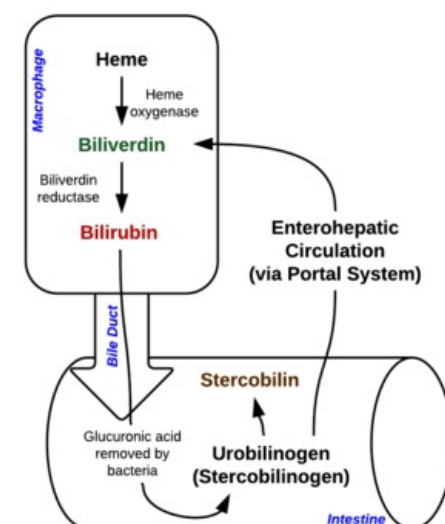 Macrophage
Heme
Heme
oxygenase
Biliverdin
Biliverdin
reductase
Bilirubin
Enterohepatic
Circulation
(via Portal System)
Bile Duct
Stercobilin
Glucuronic acid
removed by
bacteria
Urobilinogen
(Stercobilinogen)
Intestine